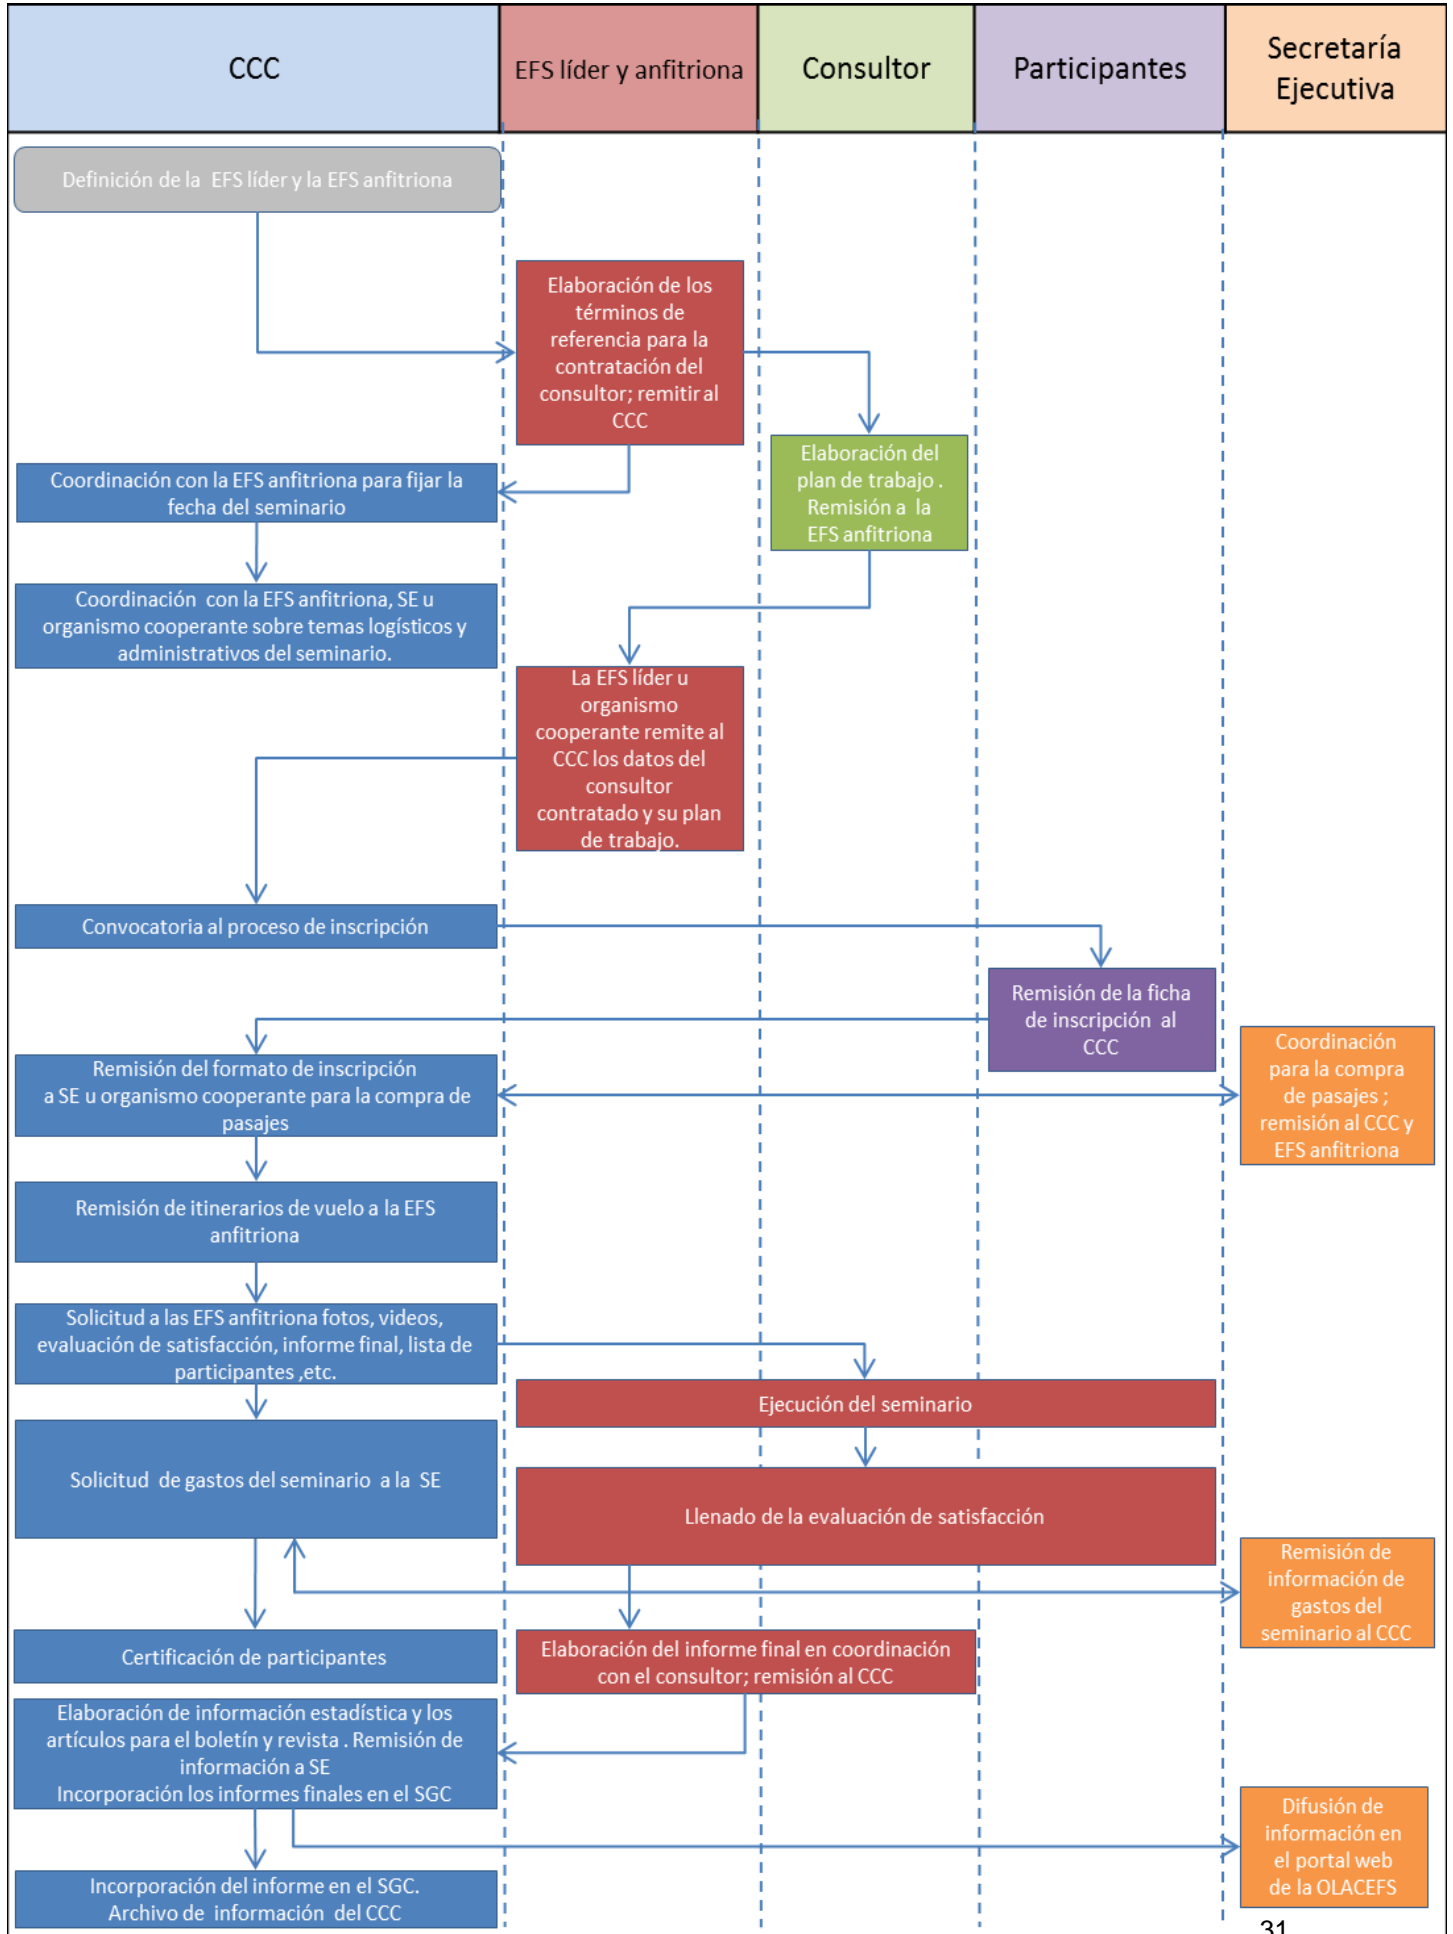 CCC
EFS líder y anfitriona
Consultor
Participantes
Secretaría
Ejecutiva
Definición de la EFS líder y la EFS anfitriona
Elaboración de los
términos de
referencia para la
contratación del
consultor; remitir al
CCC
Elaboración del
plan de trabajo .
Remisión a la
EFS anfitriona
Coordinación con la EFS anfitriona para fijar la
fecha del seminario
Coordinación con la EFS anfitriona, SE u
organismo cooperante sobre temas logísticos y
administrativos del seminario.
La EFS líder u
organismo
cooperante remite al
CCC los datos del
consultor
contratado y su plan
de trabajo.
Convocatoria al proceso de inscripción
Remisión de la ficha
de inscripción al
CCC
Remisión del formato de inscripción
a SE u organismo cooperante para la compra de
pasajes
Coordinación
para la compra
de pasajes ;
remisión al CCC y
EFS anfitriona
Remisión de itinerarios de vuelo a la EFS
anfitriona
Solicitud a las EFS anfitriona fotos, videos,
evaluación de satisfacción, informe final, lista de
participantes ,etc.
Ejecución del seminario
Solicitud de gastos del seminario a la SE
Llenado de la evaluación de satisfacción
Remisión de
información de
gastos del
seminario al CCC
Certificación de participantes
Elaboración del informe final en coordinación
con el consultor; remisión al CCC
Elaboración de información estadística y los
artículos para el boletín y revista . Remisión de
información a SE
Incorporación los informes finales en el SGC
Difusión de
información en
el portal web
de la OLACEFS
Incorporación del informe en el SGC.
Archivo de información del CCC
31